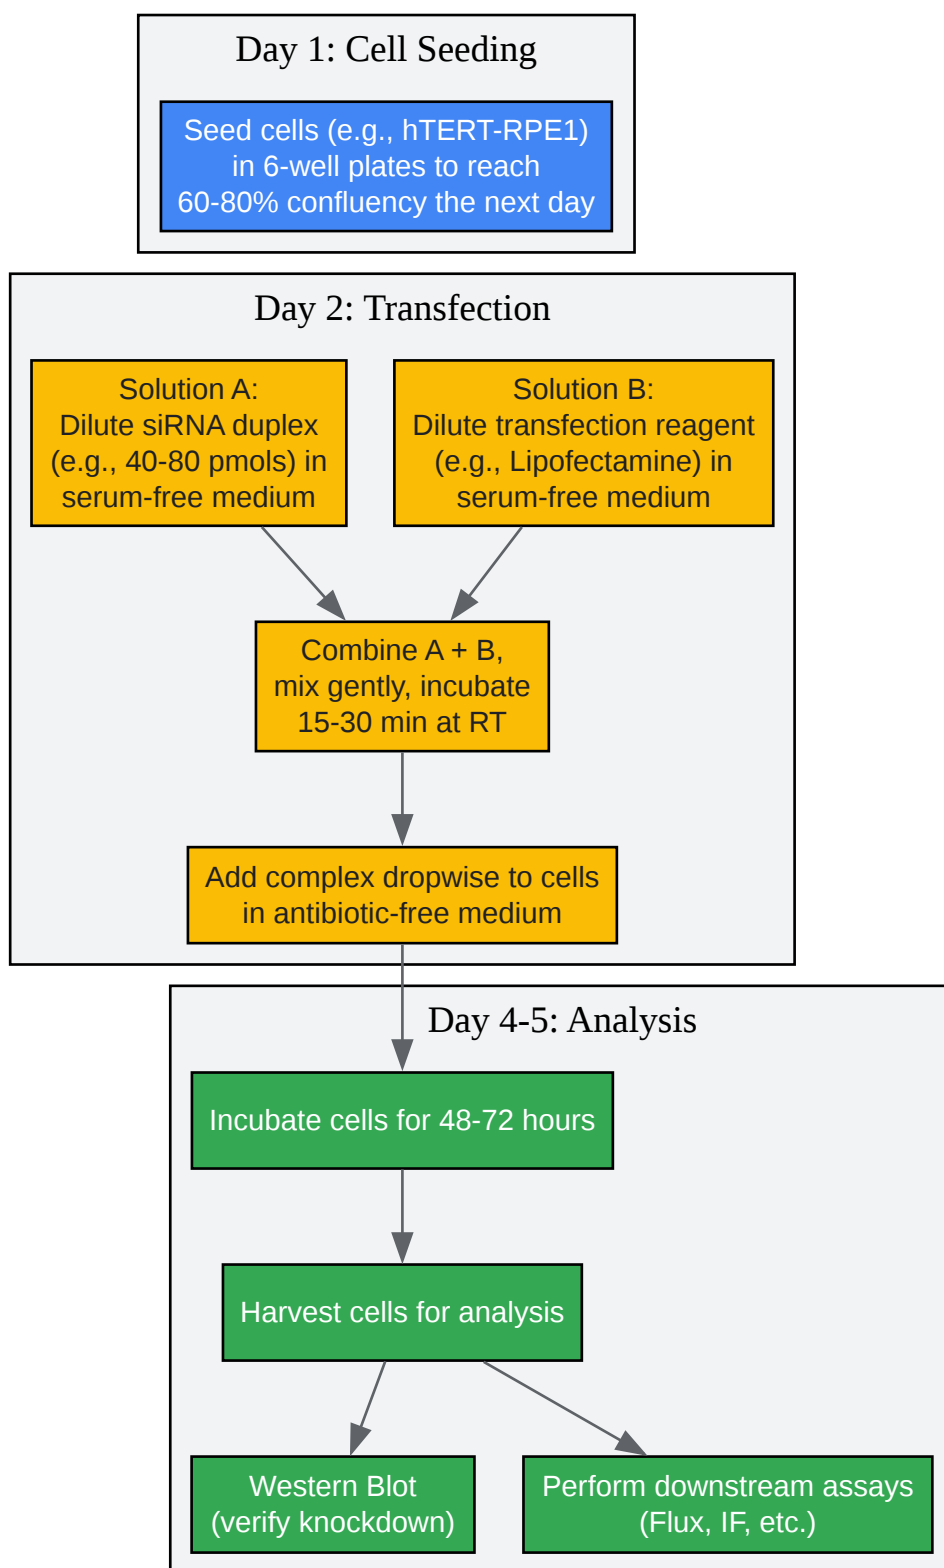 Day 1: Cell Seeding
Seed cells (e.g., hTERT-RPE1)
in 6-well plates to reach
60-80% confluency the next day
Day 2: Transfection
Solution A:
Dilute siRNA duplex
(e.g., 40-80 pmols) in
serum-free medium
Solution B:
Dilute transfection reagent
(e.g., Lipofectamine) in
serum-free medium
Combine A + B,
mix gently, incubate
15-30 min at RT
Add complex dropwise to cells
in antibiotic-free medium
Day 4-5: Analysis
Incubate cells for 48-72 hours
Harvest cells for analysis
Western Blot
(verify knockdown)
Perform downstream assays
(Flux, IF, etc.)